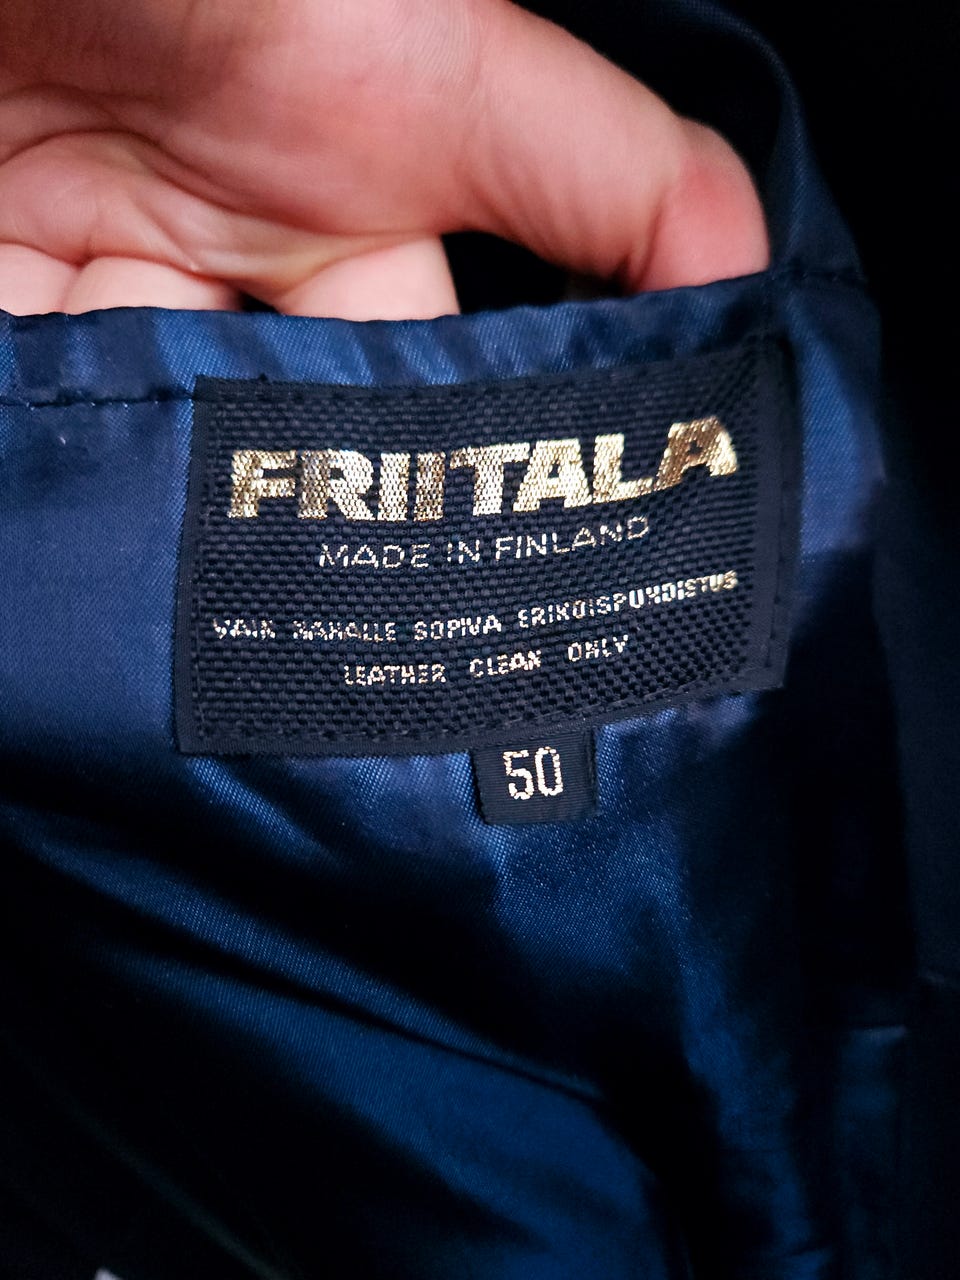 FRIITALA
MADE IN FINLAND
VAIN NAHALLE SOPIVA ERIKOISPUHDISTUS
LEATHER CLEAN ONLY
50